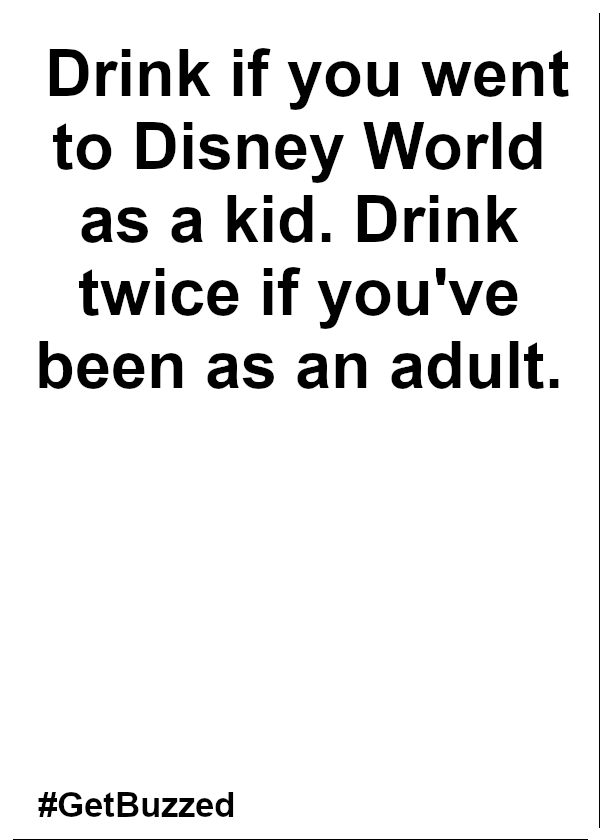 Drink if you went
to Disney World
as a kid. Drink
twice if you've
been as an adult.
#GetBuzzed